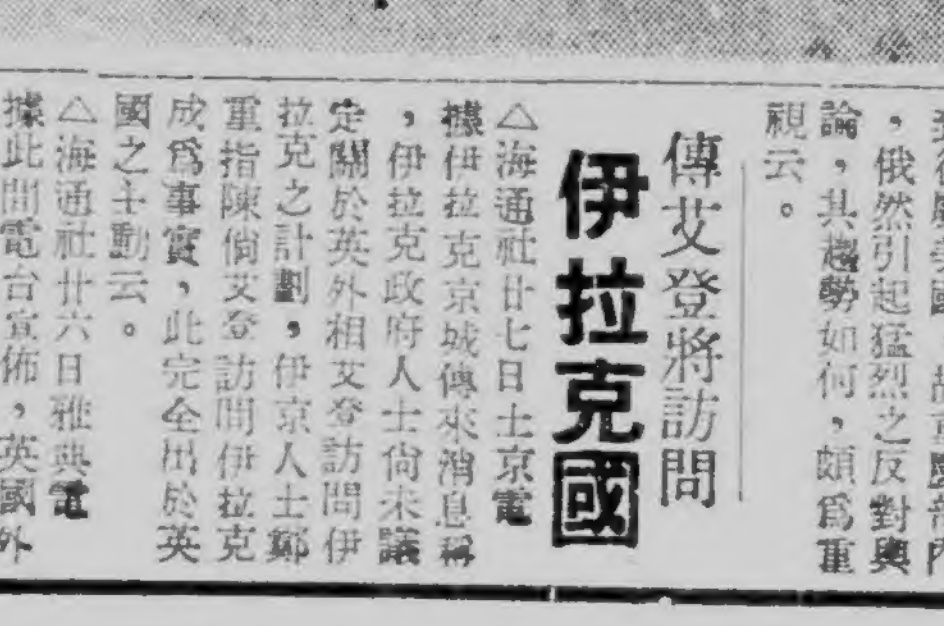 ，俄然引起猛烈之反對輿
論，其趨勢如何，頗爲重
視云。
傳艾登將訪問
伊拉克國
△海通社廿七日土京電
據伊拉克京城傳來消息稱
，伊拉克政府人士尙未議
定關於英外相艾登訪問伊
拉克之計劃，伊京人士鄭
重指陳倘艾登訪問伊拉克
成爲事實，此完全出於英
國之主動云。
△海通社廿六日雅典電
據此間電台宣佈，英國外